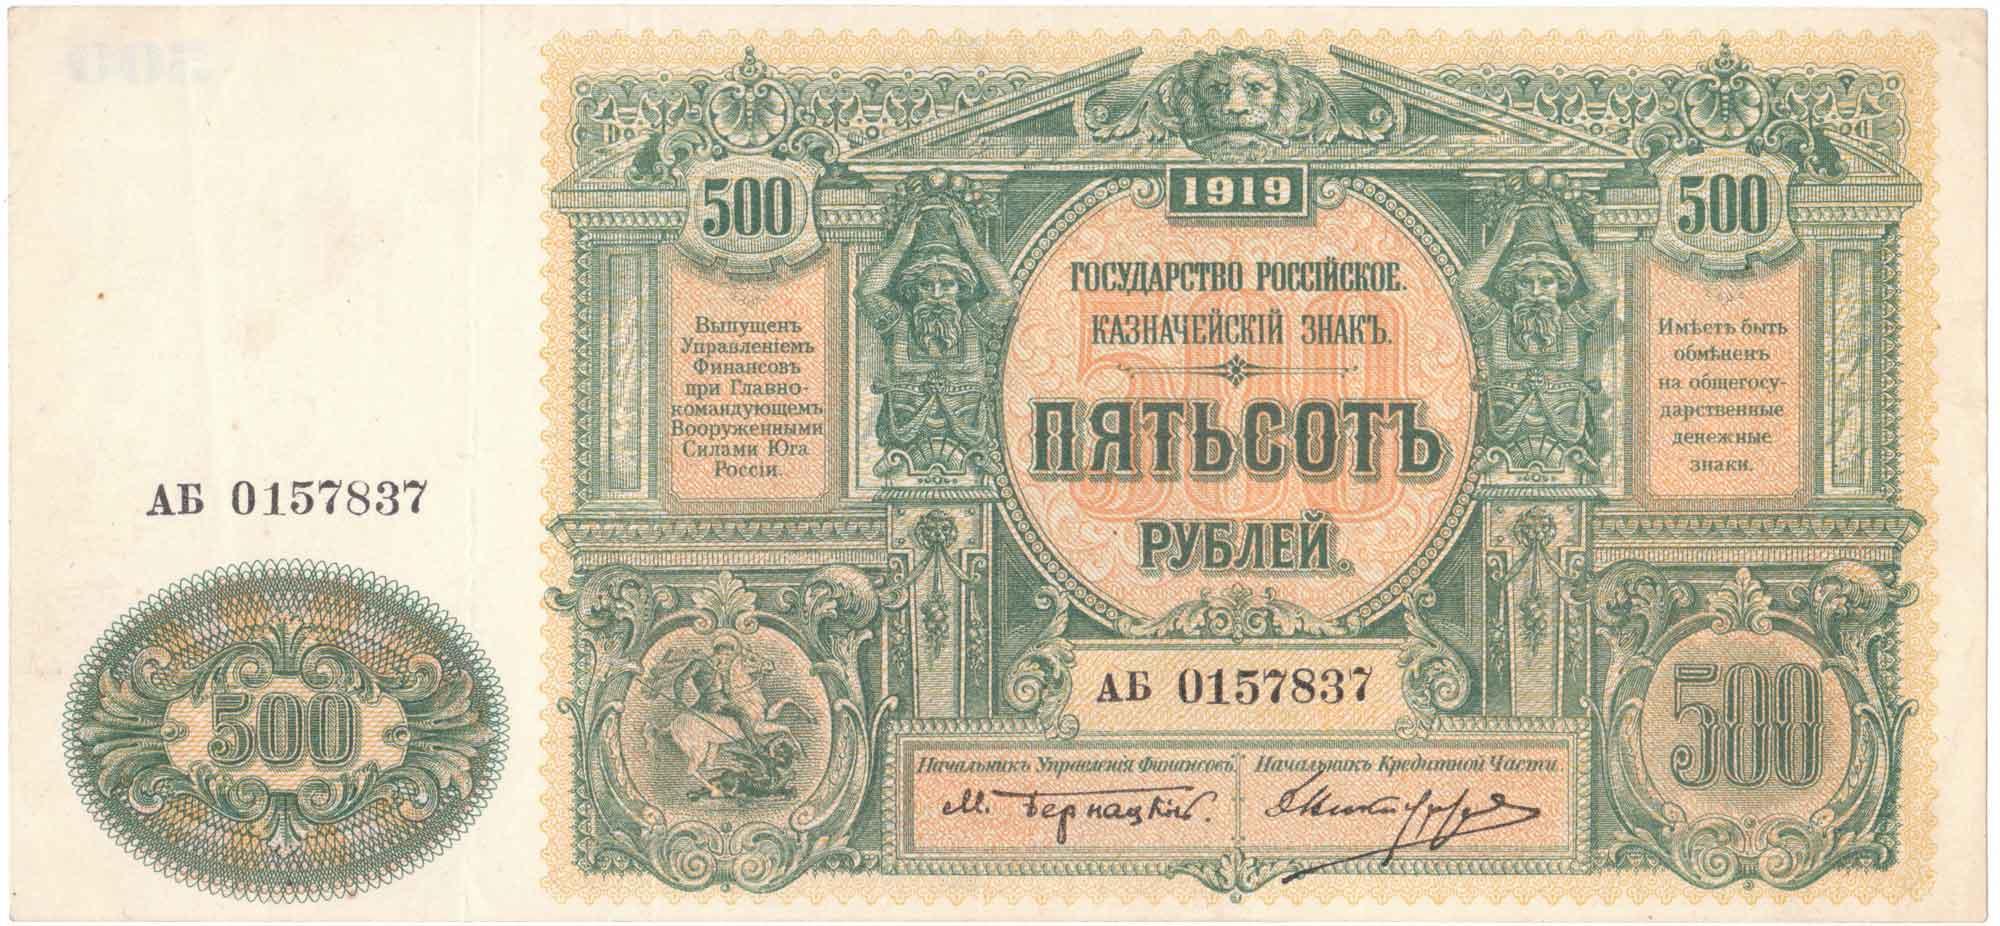 1919
500
500
ГОСУДАРСТВО РОССІЙСКОЕ.
КАЗНАЧЕЙСКІЙ ЗНАКЪ.
500
ПЯТЬСОТЪ
РУБЛЕЙ.
Выпущенъ
Управленіемъ
Финансовъ
при Главно-
командующемъ
Вооруженными
Силами Юга
Россіи.
Имѣетъ быть
обмѣненъ
на общегосу-
дарственные
денежные
знаки.
АБ 0157837
500
АБ 0157837
500
Начальникъ Управленія Финансовъ
М. Бернацкій.
Начальникъ Кредитной Части.